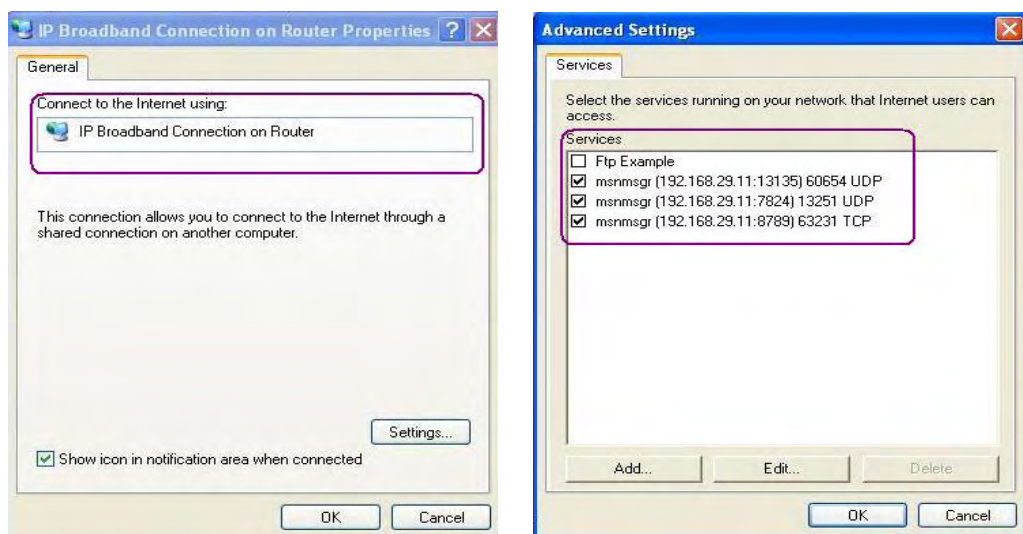 IP Broadband Connection on Router Properties
General
Connect to the Internet using:
IP Broadband Connection on Router
This connection allows you to connect to the Internet through a
shared connection on another computer.
Settings...
Show icon in notification area when connected
OK Cancel
Advanced Settings
Services
Select the services running on your network that Internet users can
access.
Services
Ftp Example
msnmsgr (192.168.29.11:13135) 60654 UDP
msnmsgr (192.168.29.11:7824) 13251 UDP
msnmsgr (192.168.29.11:8789) 63231 TCP
Add... Edit... Delete
OK Cancel